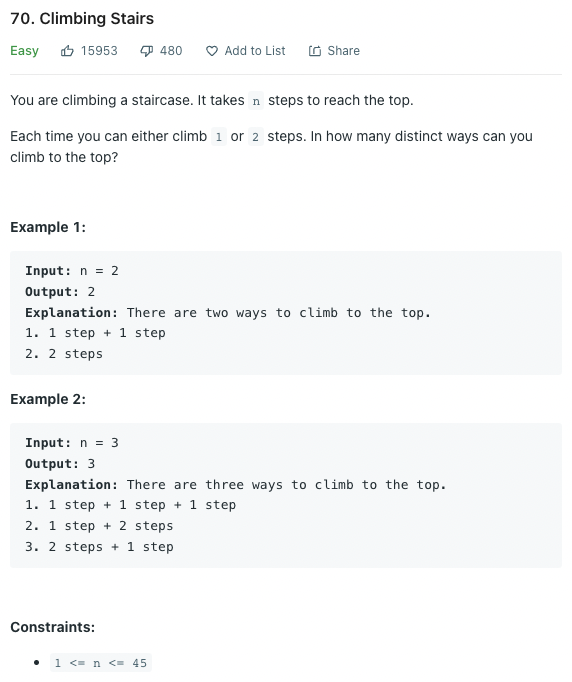 70. Climbing Stairs
Easy 15953 480 Add to List Share
You are climbing a staircase. It takes n steps to reach the top.
Each time you can either climb 1 or 2 steps. In how many distinct ways can you
climb to the top?
Example 1:
Input: n = 2
Output: 2
Explanation: There are two ways to climb to the top.
1. 1 step + 1 step
2. 2 steps
Example 2:
Input: n = 3
Output: 3
Explanation: There are three ways to climb to the top.
1. 1 step + 1 step + 1 step
2. 1 step + 2 steps
3. 2 steps + 1 step
Constraints:
• 1 <= n <= 45